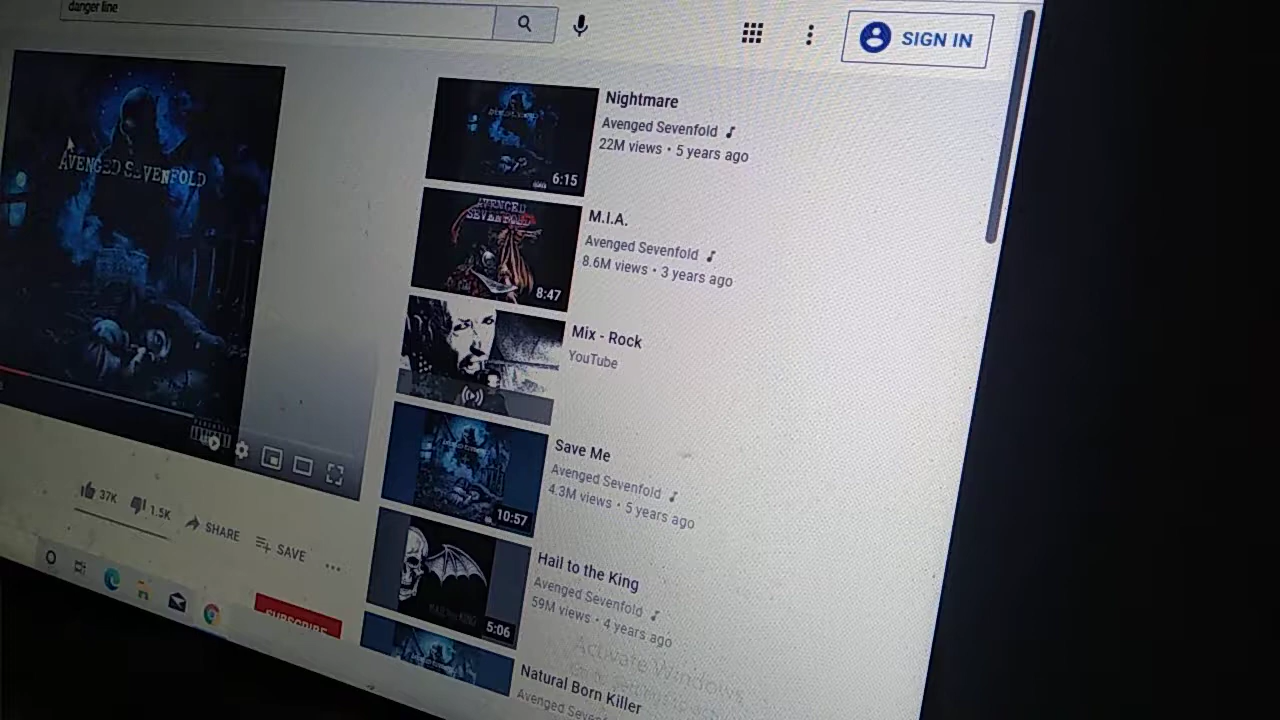 danger line
SIGN IN
AVENGED SEVENFOLD
37K
1.5K
SHARE
SAVE
SUBSCRIBE
Nightmare
Avenged Sevenfold
22M views • 5 years ago
6:15
AVENGED
SEVENFOLD
M.I.A.
Avenged Sevenfold
8.6M views • 3 years ago
8:47
Mix - Rock
YouTube
Save Me
Avenged Sevenfold
4.3M views • 5 years ago
10:57
Hail to the King
Avenged Sevenfold
59M views • 4 years ago
5:06
Natural Born Killer
Activate Windows